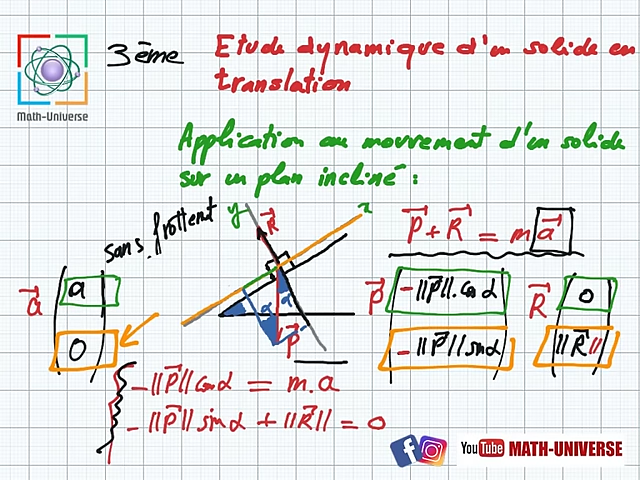 3ème Etude dynamique d'un solide en
translation
Math-Universe
Application au mouvement d'un solide
sur un plan incliné :
sans frottement
y R x
P + R = m a
a a 0
α α P
P -||P||.cos α -||P|| sin α
R 0 ||R||
-||P|| cos α = m.a
-||P|| sin α + ||R|| = 0
YouTube MATH-UNIVERSE